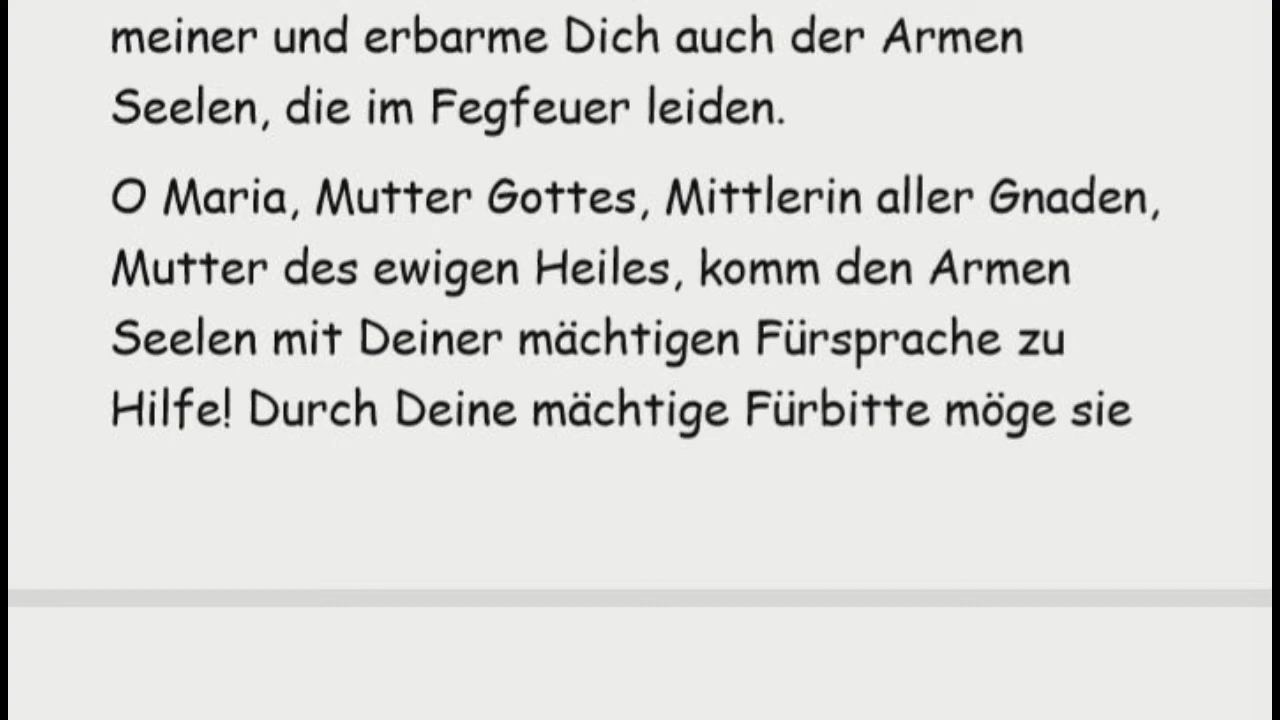 meiner und erbarme Dich auch der Armen
Seelen, die im Fegfeuer leiden.
O Maria, Mutter Gottes, Mittlerin aller Gnaden,
Mutter des ewigen Heiles, komm den Armen
Seelen mit Deiner mächtigen Fürsprache zu
Hilfe! Durch Deine mächtige Fürbitte möge sie